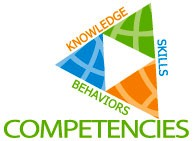 KNOWLEDGE
SKILLS
BEHAVIORS
COMPETENCIES